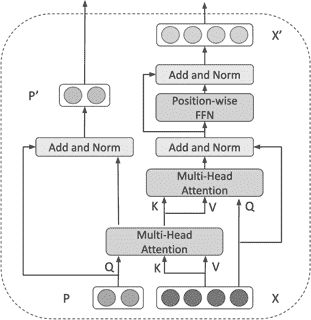 X'
Add and Norm
P'
Position-wise
FFN
Add and Norm
Add and Norm
Multi-Head
Attention
K
V
Q
Multi-Head
Attention
Q
K
V
P
X